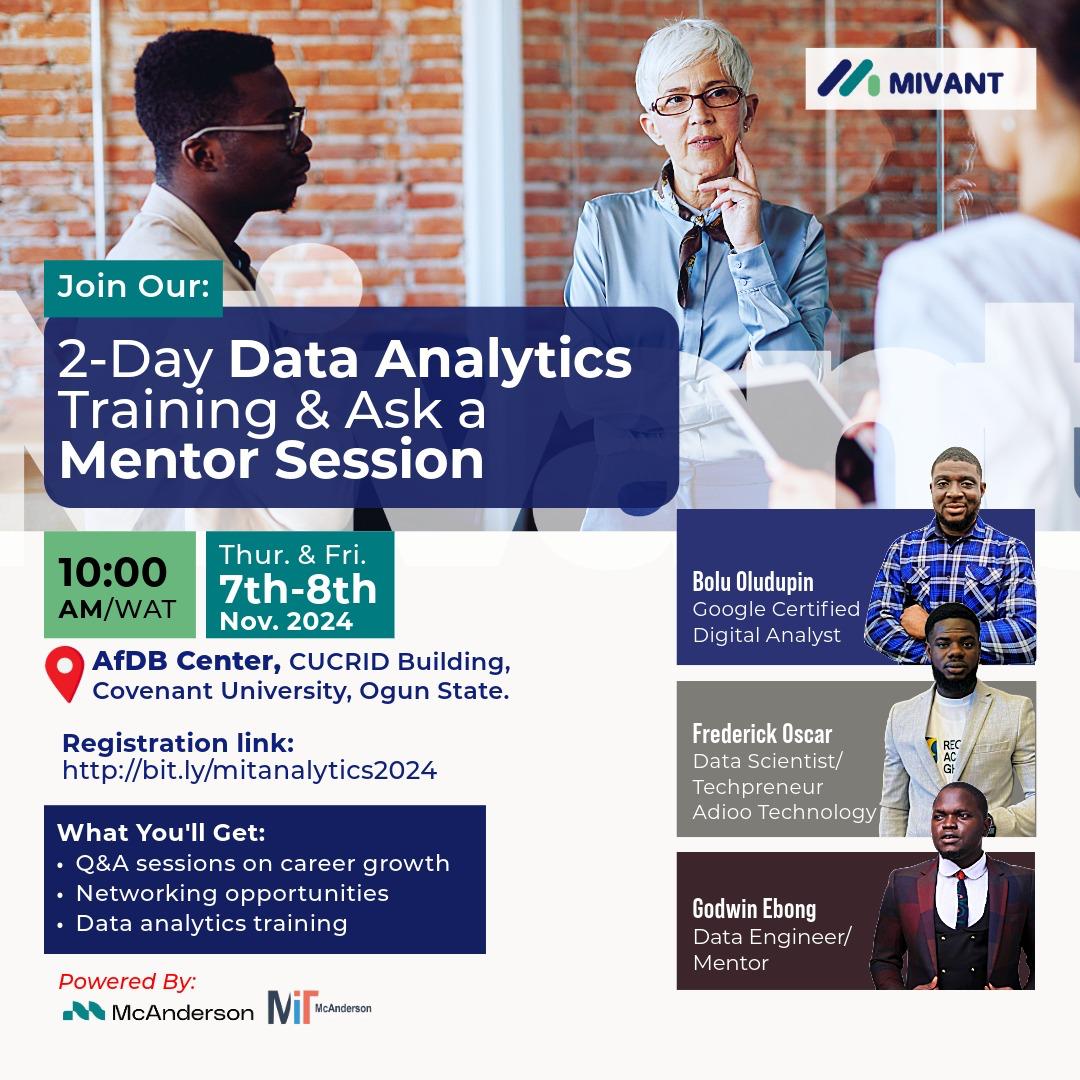 MIVANT
Join Our:
2-Day Data Analytics
Training & Ask a
Mentor Session
10:00
AM/WAT
Thur. & Fri.
7th-8th
Nov. 2024
AfDB Center, CUCRID Building,
Covenant University, Ogun State.
Registration link:
http://bit.ly/mitanalytics2024
What You'll Get:
• Q&A sessions on career growth
• Networking opportunities
• Data analytics training
Powered By:
McAnderson
MiT McAnderson
Bolu Oludupin
Google Certified
Digital Analyst
Frederick Oscar
Data Scientist/
Techpreneur
Adioo Technology
Godwin Ebong
Data Engineer/
Mentor